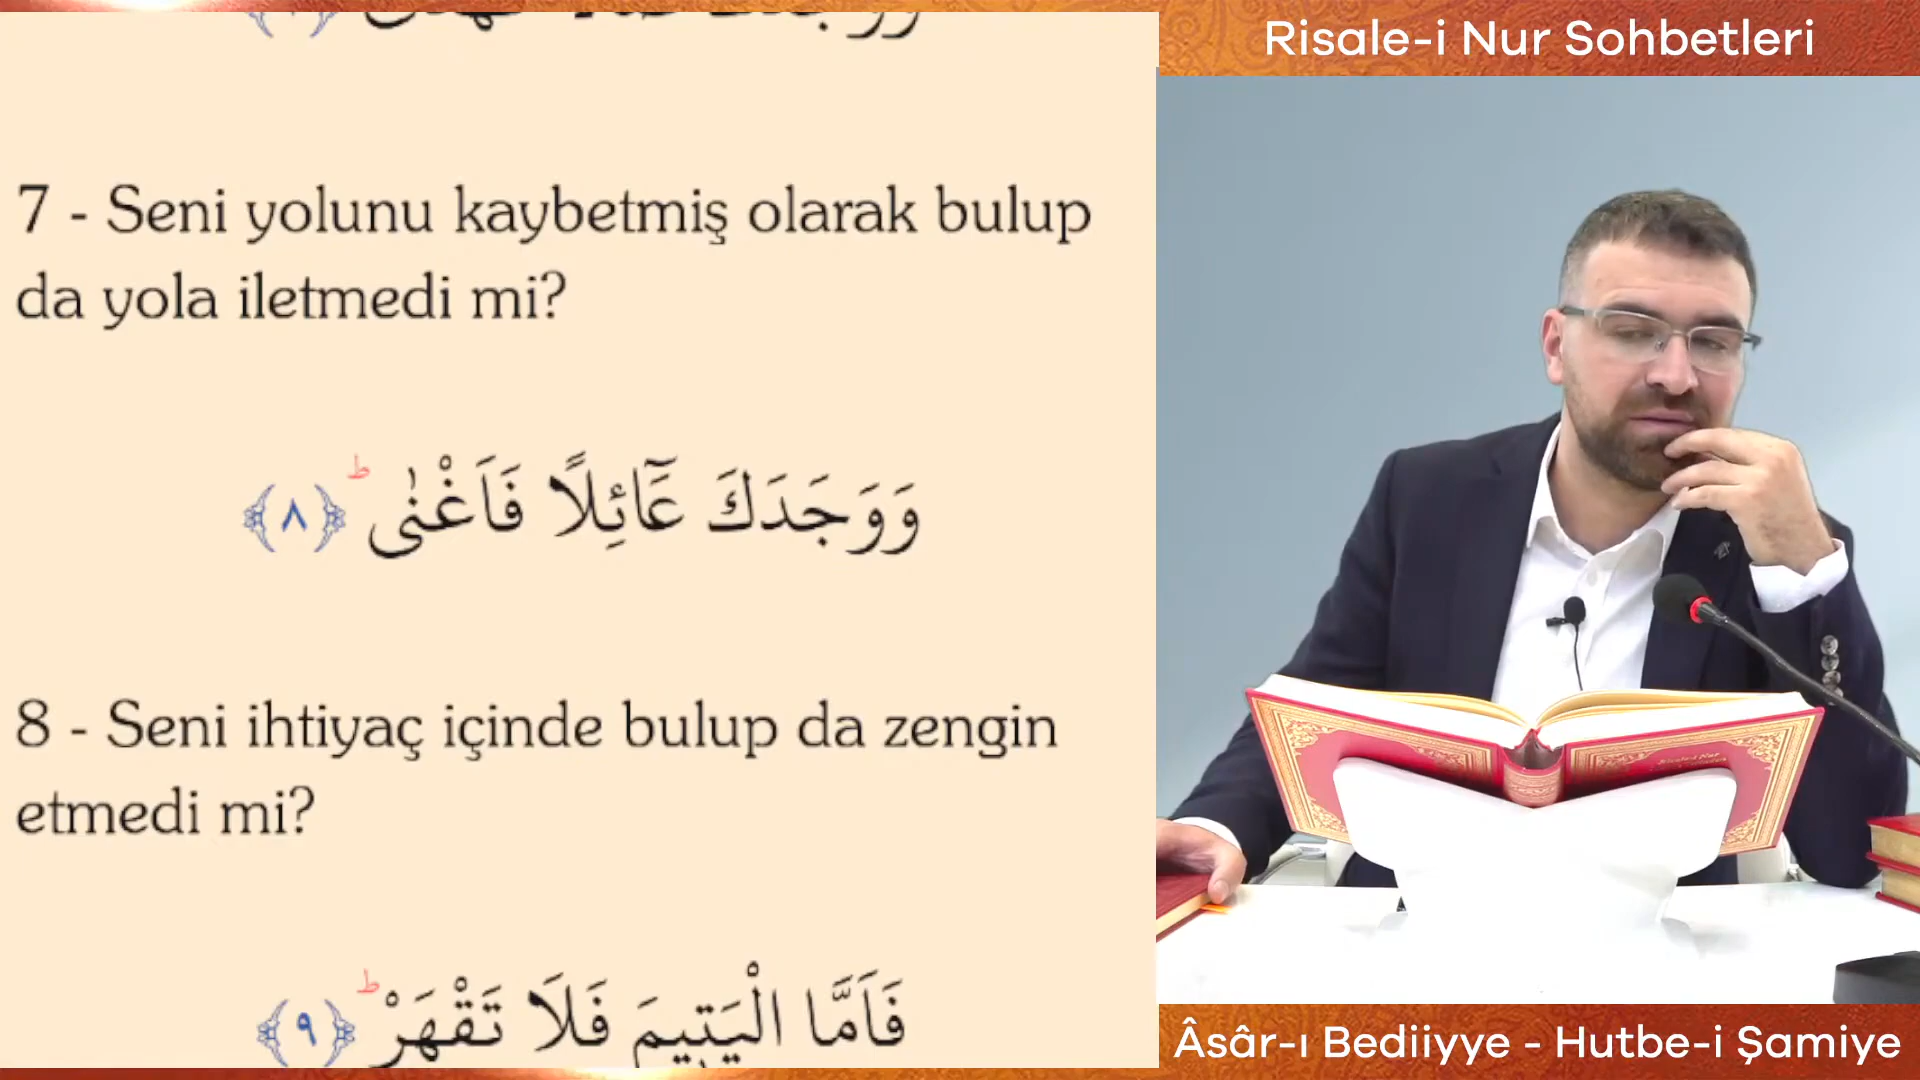 Risale-i Nur Sohbetleri
7 - Seni yolunu kaybetmiş olarak bulup
da yola iletmedi mi?
وَوَجَدَكَ عَٓائِلًا فَاَغْنٰىۜ ﴿٨﴾
8 - Seni ihtiyaç içinde bulup da zengin
etmedi mi?
فَاَمَّا الْيَت۪يمَ فَلَا تَقْهَرْۜ ﴿٩﴾
Âsâr-ı Bediiyye - Hutbe-i Şamiye